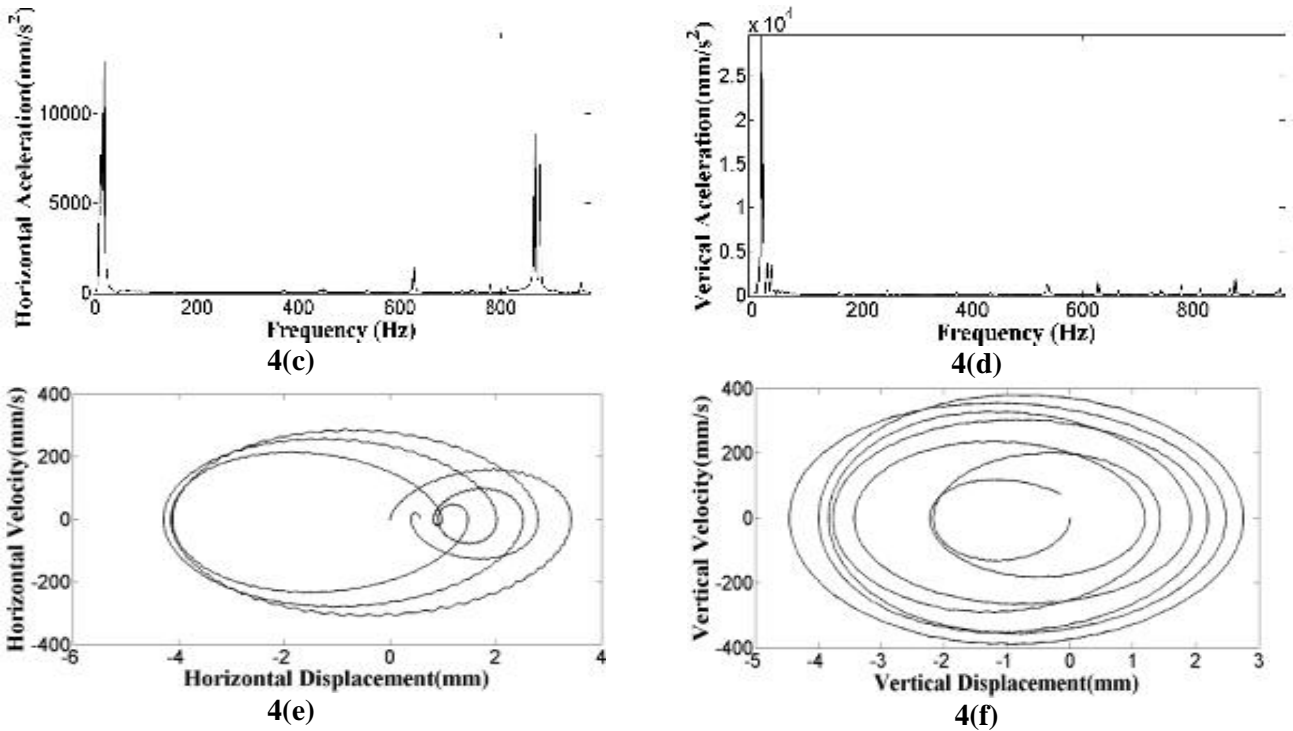 Horizontal Aceleration(mm/s²)
10000
5000
0
0 200 400 600 800
Frequency (Hz)
4(c)
x 10⁴
Verical Aceleration(mm/s²)
2.5
2
1.5
1
0.5
0
0 200 400 600 800
Frequency (Hz)
4(d)
Horizontal Velocity(mm/s)
400
200
0
-200
-400
-6 -4 -2 0 2 4
Horizontal Displacement(mm)
4(e)
Vertical Velocity(mm/s)
400
200
0
-200
-400
-5 -4 -3 -2 -1 0 1 2 3
Vertical Displacement(mm)
4(f)